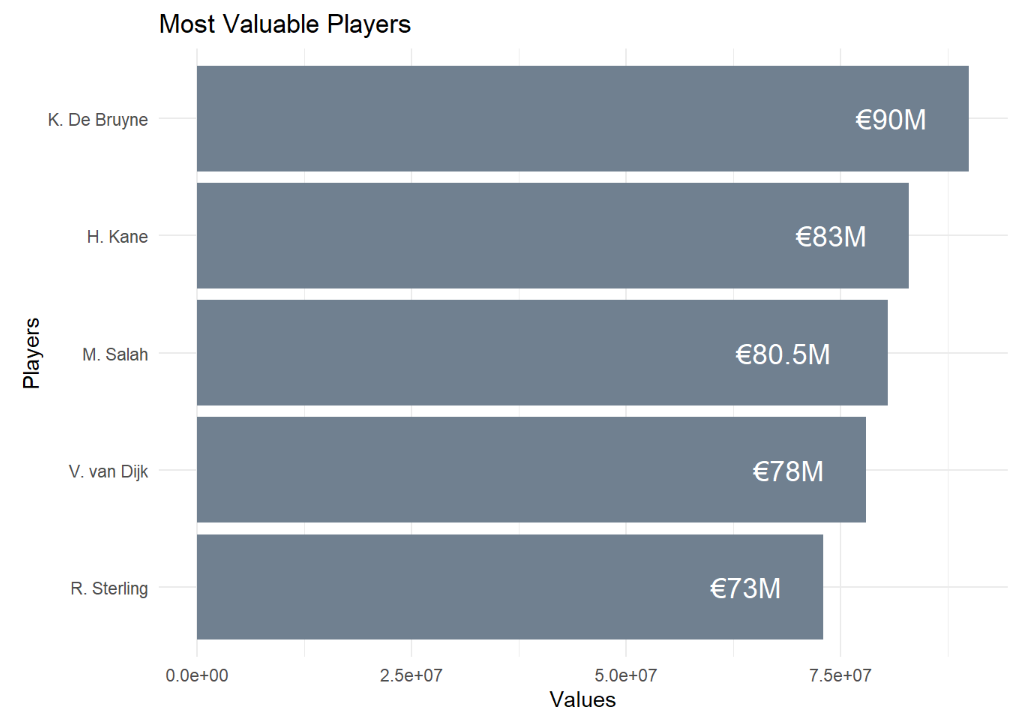 Most Valuable Players
K. De Bruyne
€90M
H. Kane
€83M
M. Salah
€80.5M
V. van Dijk
€78M
R. Sterling
€73M
Players
0.0e+00 2.5e+07 5.0e+07 7.5e+07
Values